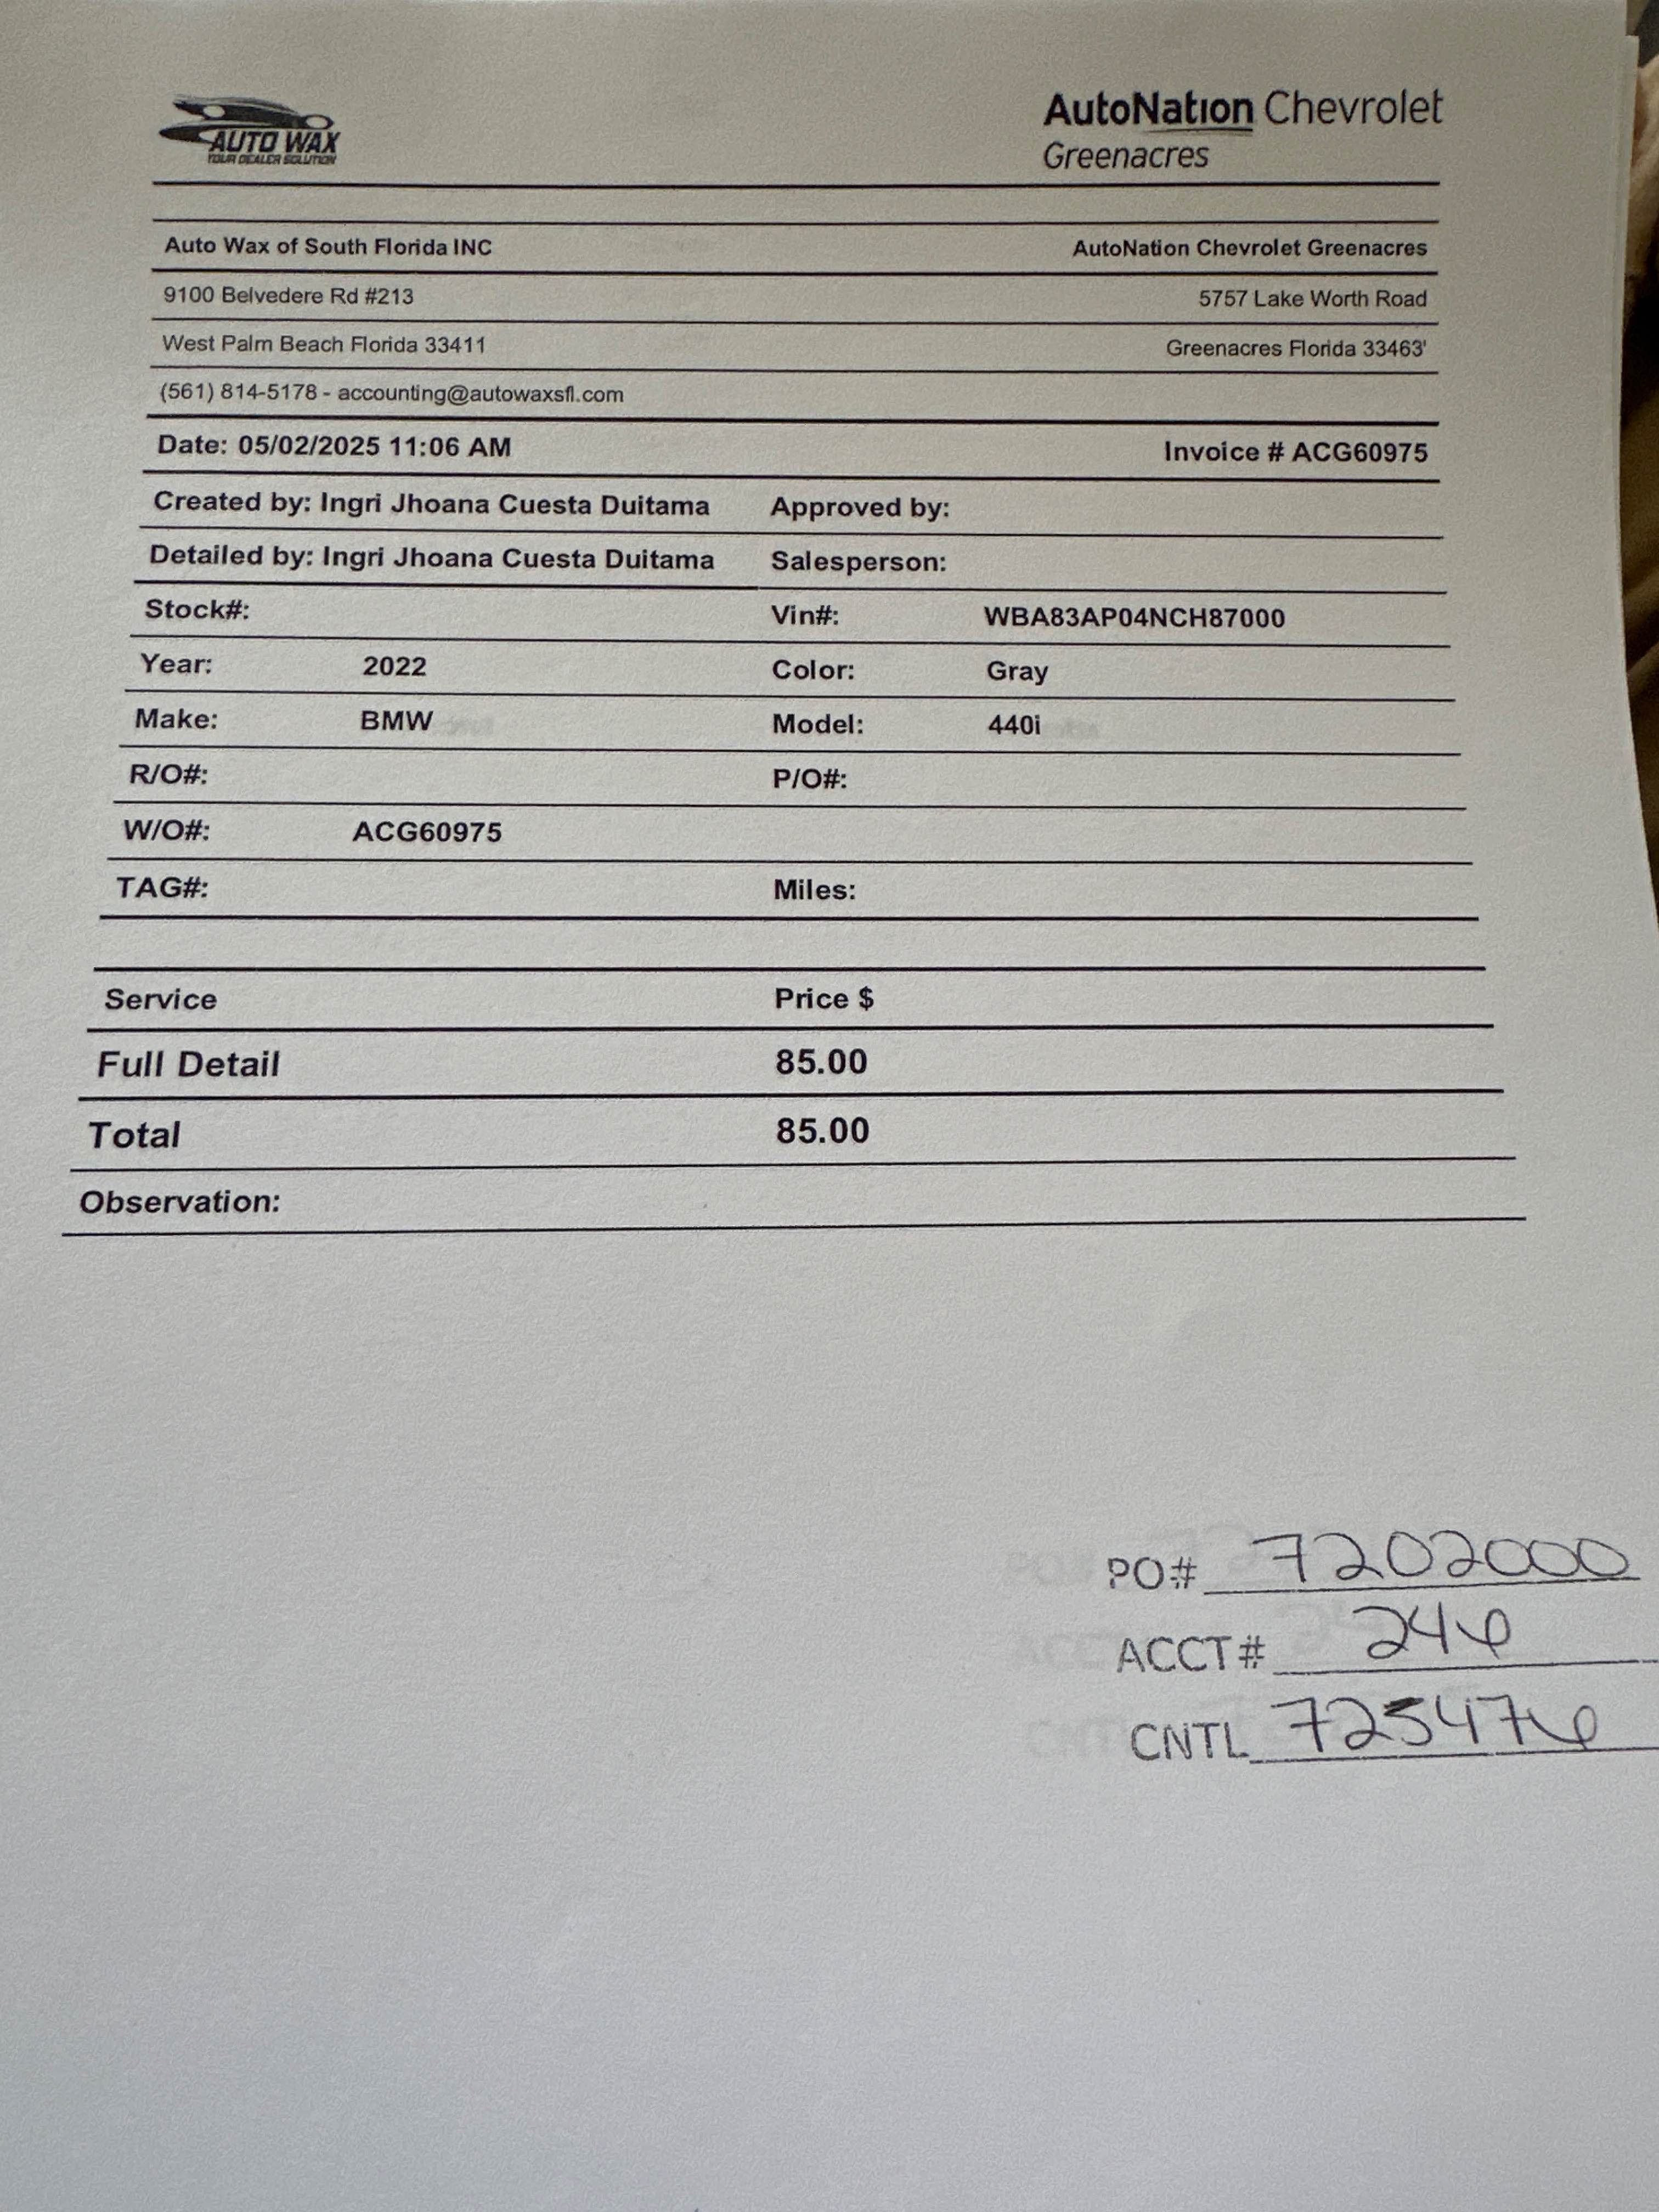 AUTO WAX
YOUR DEALER SOLUTION
AutoNation Chevrolet
Greenacres
Auto Wax of South Florida INC AutoNation Chevrolet Greenacres
9100 Belvedere Rd #213 5757 Lake Worth Road
West Palm Beach Florida 33411 Greenacres Florida 33463'
(561) 814-5178 - accounting@autowaxsfl.com
Date: 05/02/2025 11:06 AM Invoice # ACG60975
Created by: Ingri Jhoana Cuesta Duitama Approved by:
Detailed by: Ingri Jhoana Cuesta Duitama Salesperson:
Stock#: Vin#: WBA83AP04NCH87000
Year: 2022 Color: Gray
Make: BMW Model: 440i
R/O#: P/O#:
W/O#: ACG60975
TAG#: Miles:
Service Price $
Full Detail 85.00
Total 85.00
Observation:
PO# 7202000
ACCT# 246
CNTL 725476